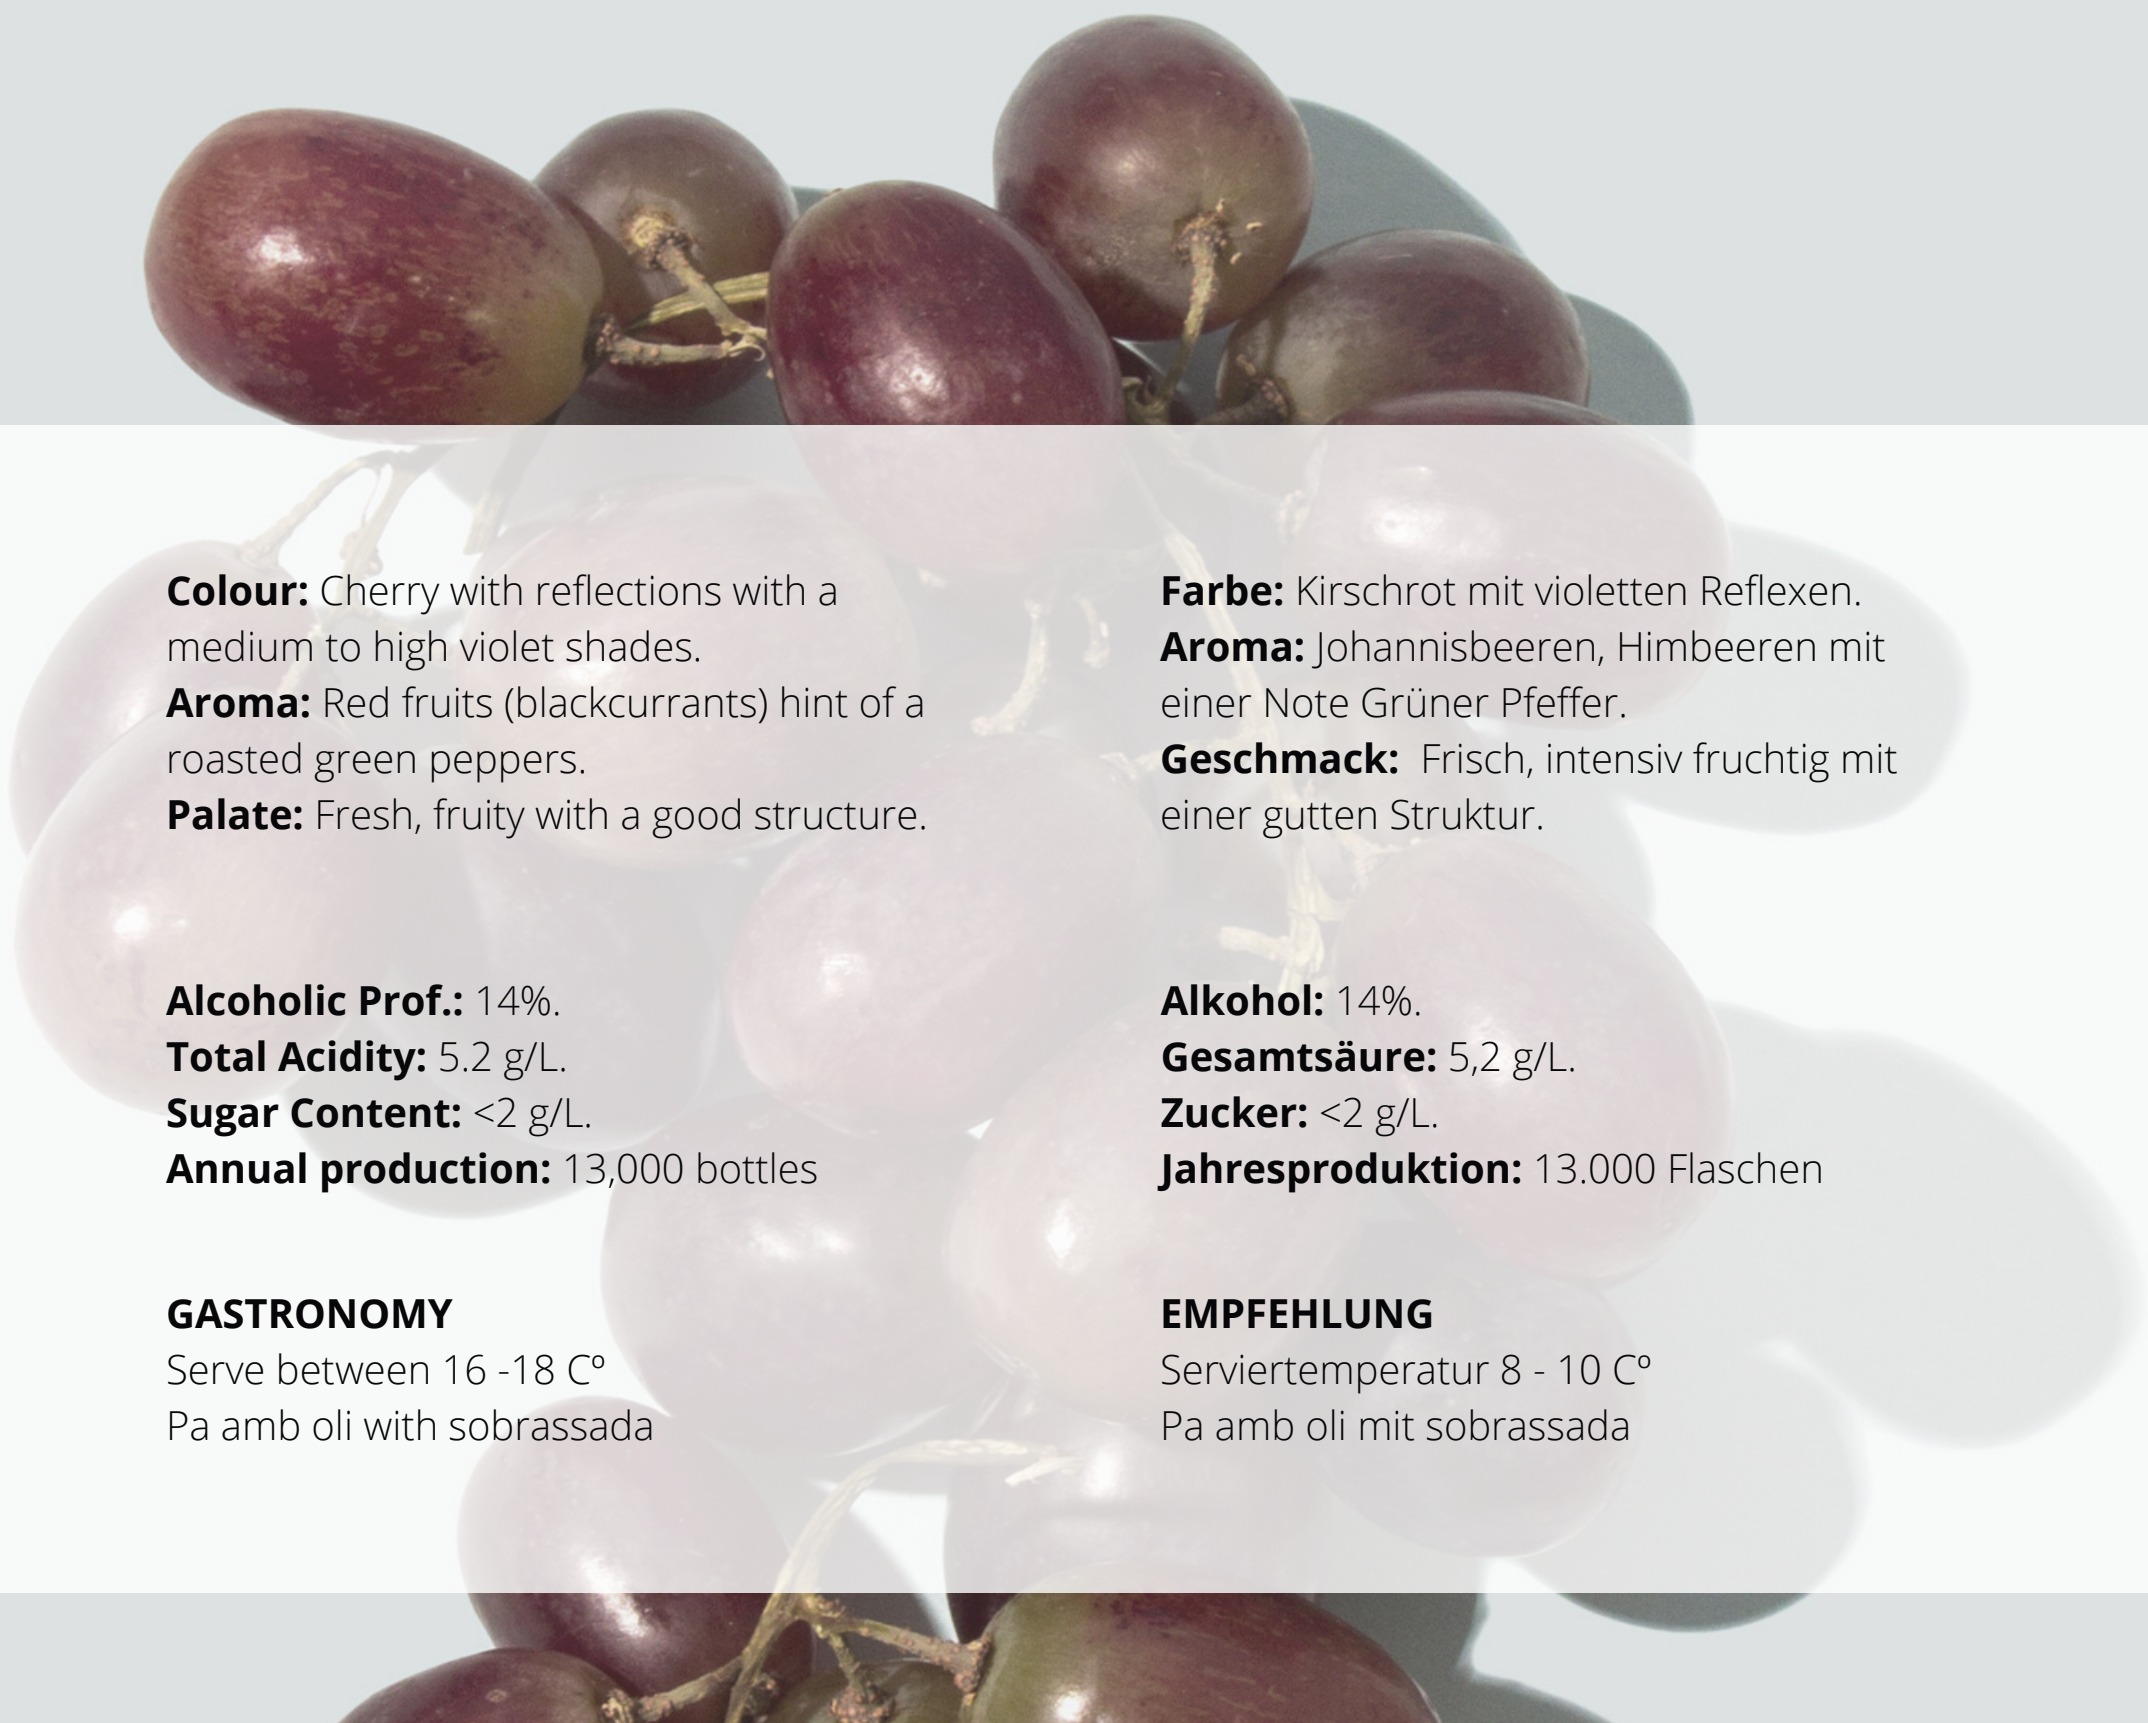 Colour: Cherry with reflections with a
medium to high violet shades.
Aroma: Red fruits (blackcurrants) hint of a
roasted green peppers.
Palate: Fresh, fruity with a good structure.
Alcoholic Prof.: 14%.
Total Acidity: 5.2 g/L.
Sugar Content: <2 g/L.
Annual production: 13,000 bottles
GASTRONOMY
Serve between 16 -18 Cº
Pa amb oli with sobrassada
Farbe: Kirschrot mit violetten Reflexen.
Aroma: Johannisbeeren, Himbeeren mit
einer Note Grüner Pfeffer.
Geschmack:  Frisch, intensiv fruchtig mit
einer gutten Struktur.
Alkohol: 14%.
Gesamtsäure: 5,2 g/L.
Zucker: <2 g/L.
Jahresproduktion: 13.000 Flaschen
EMPFEHLUNG
Serviertemperatur 8 - 10 Cº
Pa amb oli mit sobrassada